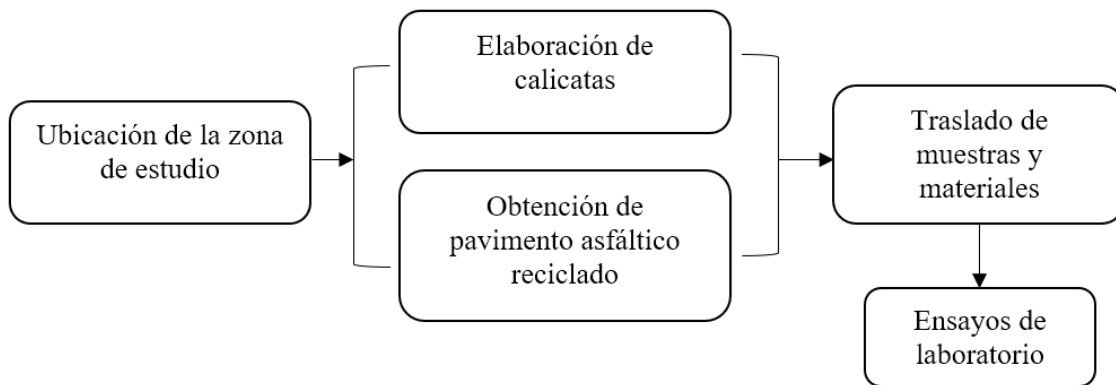 Ubicación de la zona
de estudio
Elaboración de
calicatas
Obtención de
pavimento asfáltico
reciclado
Traslado de
muestras y
materiales
Ensayos de
laboratorio